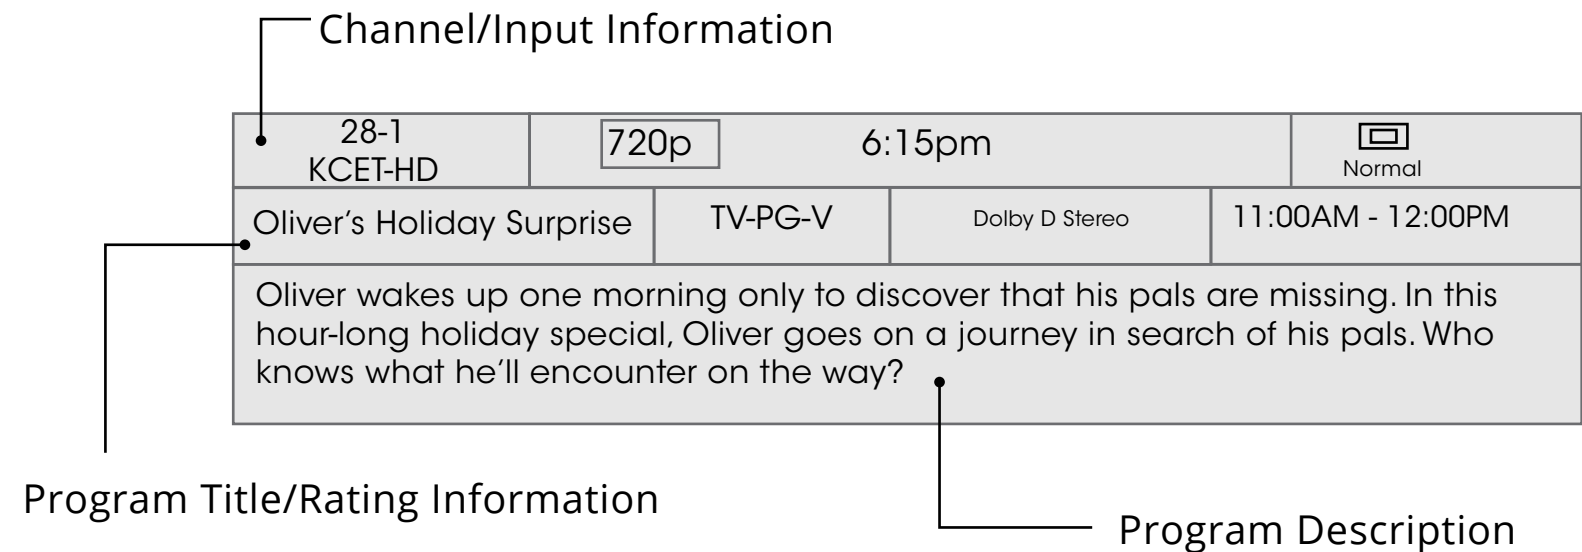 Channel/Input Information
28-1
KCET-HD
720p
6:15pm
Normal
Oliver’s Holiday Surprise
TV-PG-V
Dolby D Stereo
11:00AM - 12:00PM
Oliver wakes up one morning only to discover that his pals are missing. In this
hour-long holiday special, Oliver goes on a journey in search of his pals. Who
knows what he’ll encounter on the way?
Program Title/Rating Information
Program Description